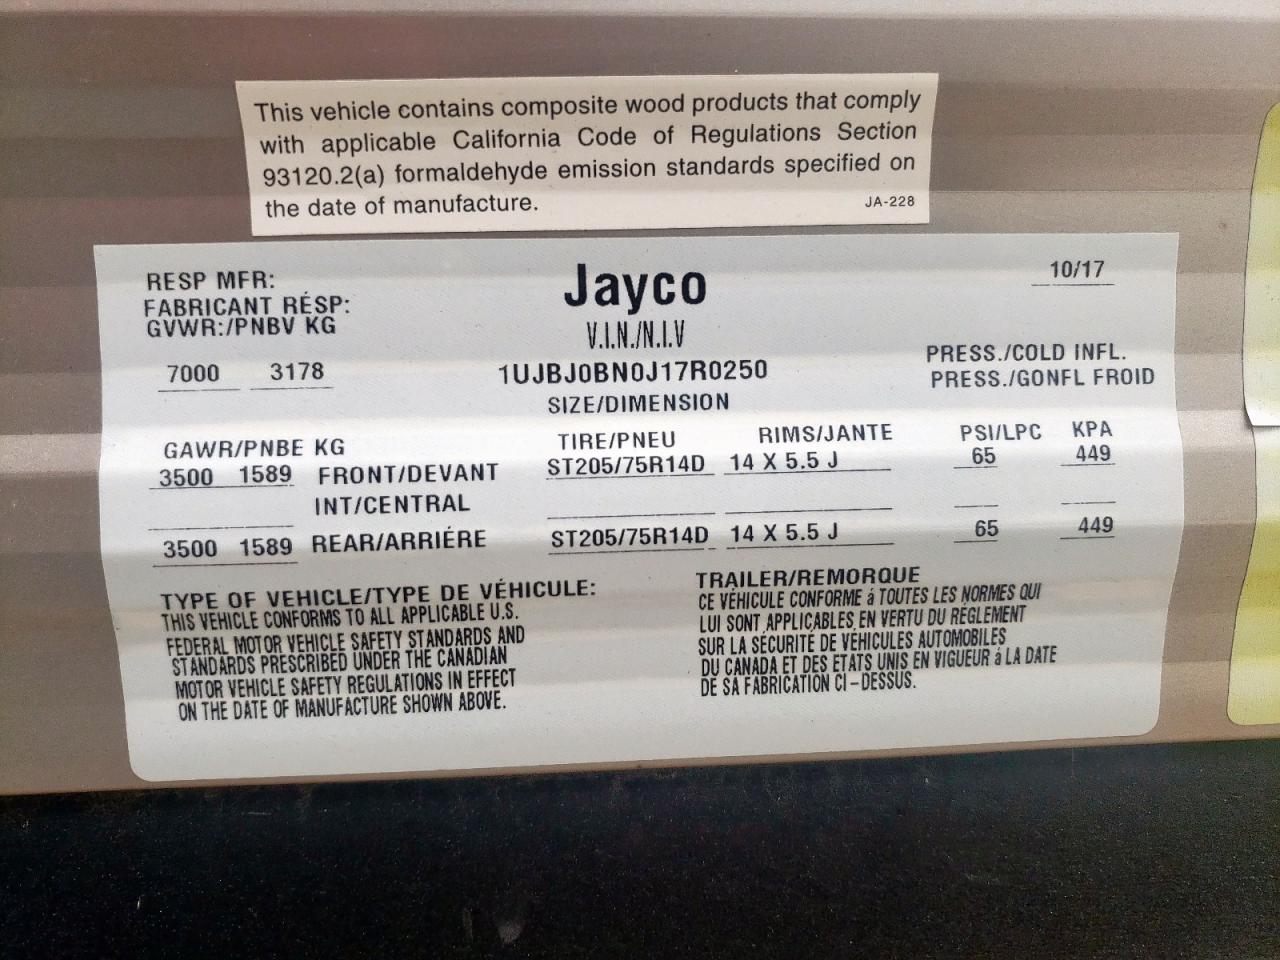 This vehicle contains composite wood products that comply
with applicable California Code of Regulations Section
93120.2(a) formaldehyde emission standards specified on
the date of manufacture.
JA-228
RESP MFR:
FABRICANT RÉSP:
GVWR:/PNBV KG
7000 3178
Jayco
V.I.N./N.I.V
1UJBJ0BN0J17R0250
SIZE/DIMENSION
10/17
PRESS./COLD INFL.
PRESS./GONFL FROID
GAWR/PNBE KG TIRE/PNEU RIMS/JANTE PSI/LPC KPA
3500 1589 FRONT/DEVANT ST205/75R14D 14 X 5.5 J 65 449
INT/CENTRAL
3500 1589 REAR/ARRIÉRE ST205/75R14D 14 X 5.5 J 65 449
TYPE OF VEHICLE/TYPE DE VÉHICULE:
THIS VEHICLE CONFORMS TO ALL APPLICABLE U.S.
FEDERAL MOTOR VEHICLE SAFETY STANDARDS AND
STANDARDS PRESCRIBED UNDER THE CANADIAN
MOTOR VEHICLE SAFETY REGULATIONS IN EFFECT
ON THE DATE OF MANUFACTURE SHOWN ABOVE.
TRAILER/REMORQUE
CE VÉHICULE CONFORME á TOUTES LES NORMES QUI
LUI SONT APPLICABLES EN VERTU DU RÉGLEMENT
SUR LA SÉCURITE DE VÉHICULES AUTOMOBILES
DU CANADA ET DES ETATS UNIS EN VIGUEUR á LA DATE
DE SA FABRICATION CI-DESSUS.